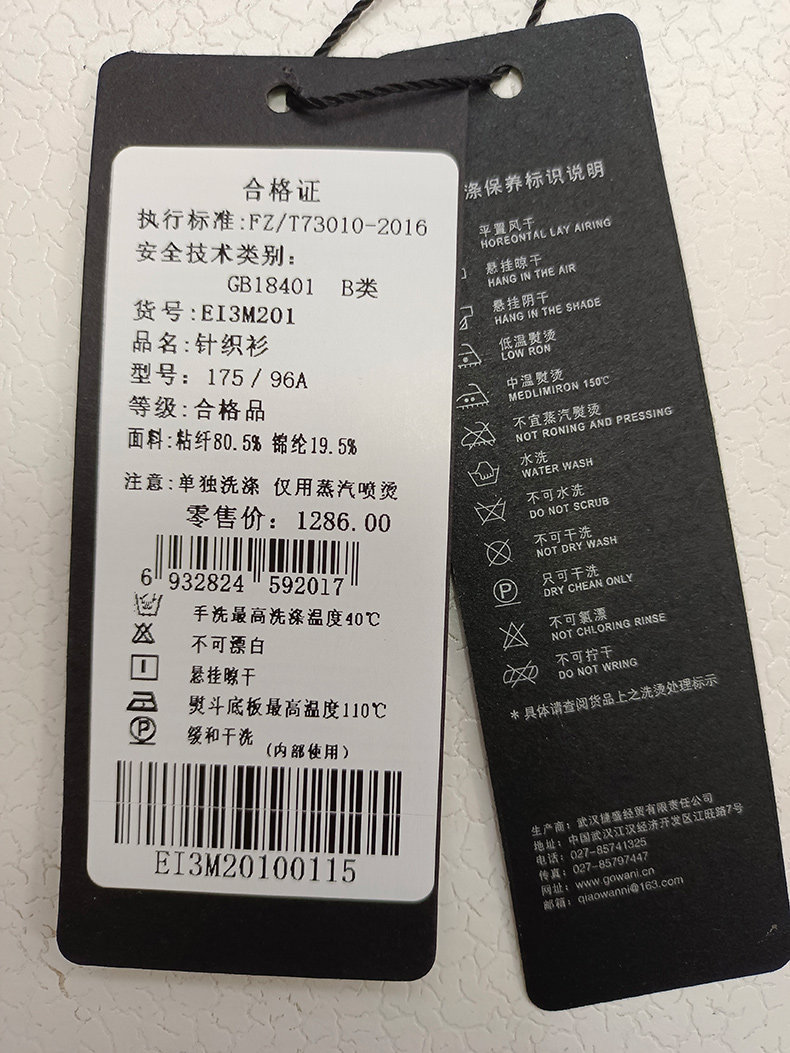 合格证
执行标准:FZ/T73010-2016
安全技术类别:
GB18401 B类
货号:EI3M201
品名:针织衫
型号: 175/96A
等级:合格品
面料:粘纤80.5% 锦纶19.5%
注意:单独洗涤 仅用蒸汽喷烫
零售价: 1286.00
6 932824 592017
手洗最高洗涤温度40℃
不可漂白
悬挂晾干
熨斗底板最高温度110℃
P 缓和干洗 (内部使用)
EI3M20100115
涤保养标识说明
平置风干
HOREONTAL LAY AIRING
悬挂晾干
HANG IN THE AIR
悬挂阴干
HANG IN THE SHADE
低温熨烫
LOW RON
中温熨烫
MEDLIMIRON 150℃
不宜蒸汽熨烫
NOT RONING AND PRESSING
水洗
WATER WASH
不可水洗
DO NOT SCRUB
不可干洗
NOT DRY WASH
P 只可干洗
DRY CHEAN ONLY
不可氯漂
NOT CHLORING RINSE
不可拧干
DO NOT WRING
*具体请查阅货品上之洗烫处理标示
生产商: 武汉捷盛经贸有限责任公司
地址: 中国武汉江汉经济开发区江旺路7号
电话: 027-85741325
传真: 027-85797447
网址: www.gowani.cn
邮箱: qiaowanni@163.com